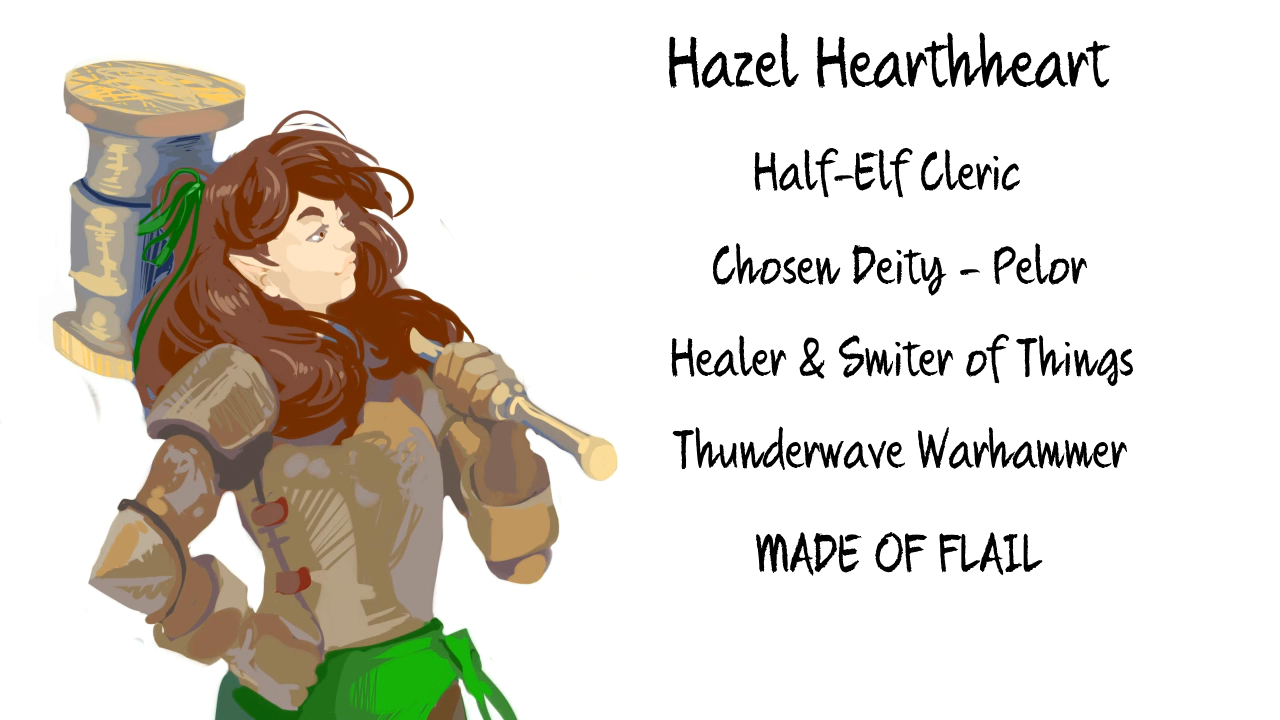 Hazel Hearthheart
Half-Elf Cleric
Chosen Deity - Pelor
Healer & Smiter of Things
Thunderwave Warhammer
MADE OF FLAIL